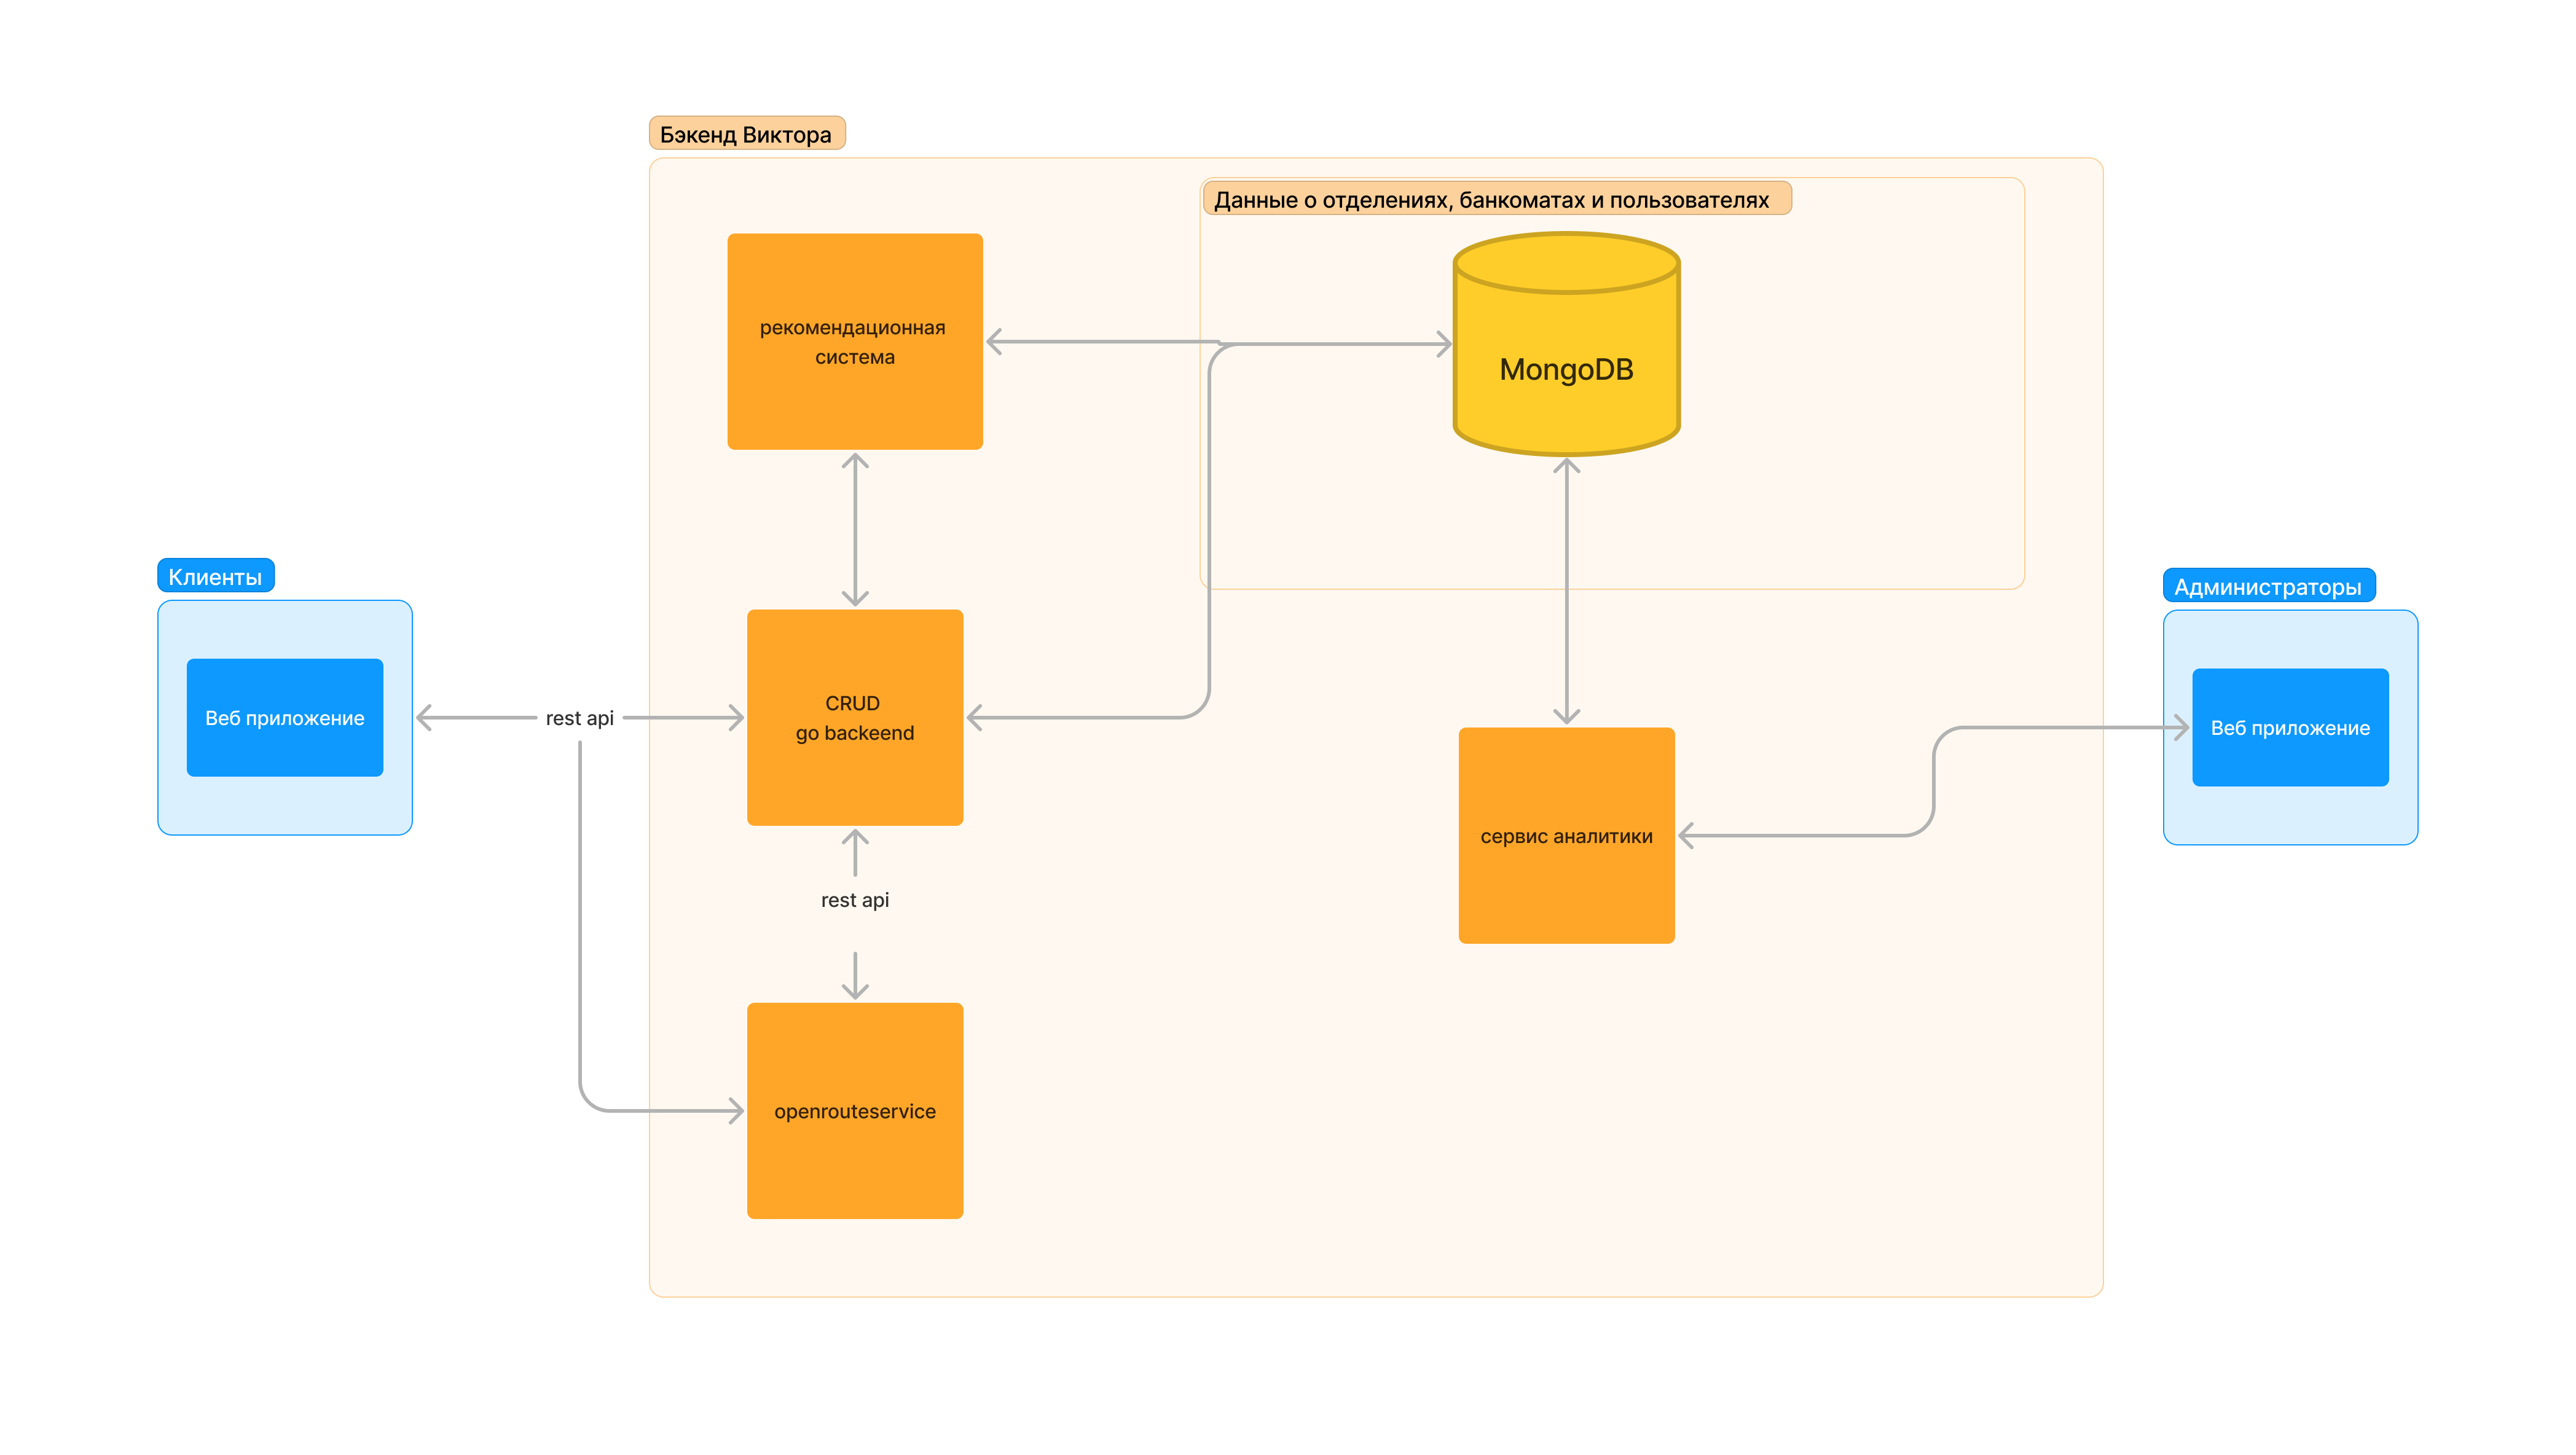 Бэкенд Виктора
Данные о отделениях, банкоматах и пользователях
рекомендационная
система
MongoDB
Клиенты
Веб приложение
rest api
CRUD
go backeend
Администраторы
Веб приложение
сервис аналитики
rest api
openrouteservice